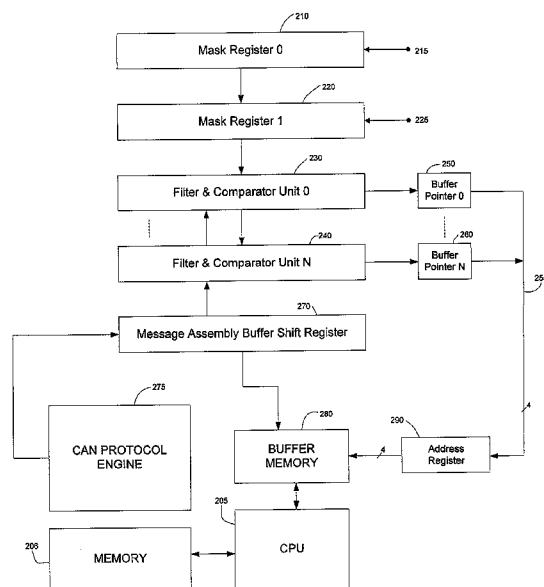 210
Mask Register 0
215
220
Mask Register 1
225
230
Filter & Comparator Unit 0
250
Buffer
Pointer 0
240
Filter & Comparator Unit N
260
Buffer
Pointer N
25
270
Message Assembly Buffer Shift Register
275
CAN PROTOCOL
ENGINE
280
BUFFER
MEMORY
4
290
Address
Register
4
205
CPU
206
MEMORY